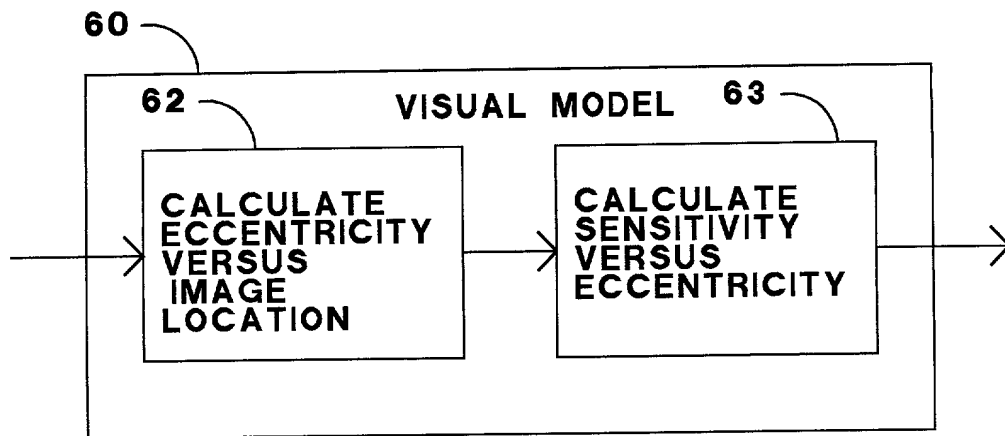 60
62
VISUAL MODEL
63
CALCULATE
ECCENTRICITY
VERSUS
IMAGE
LOCATION
CALCULATE
SENSITIVITY
VERSUS
ECCENTRICITY